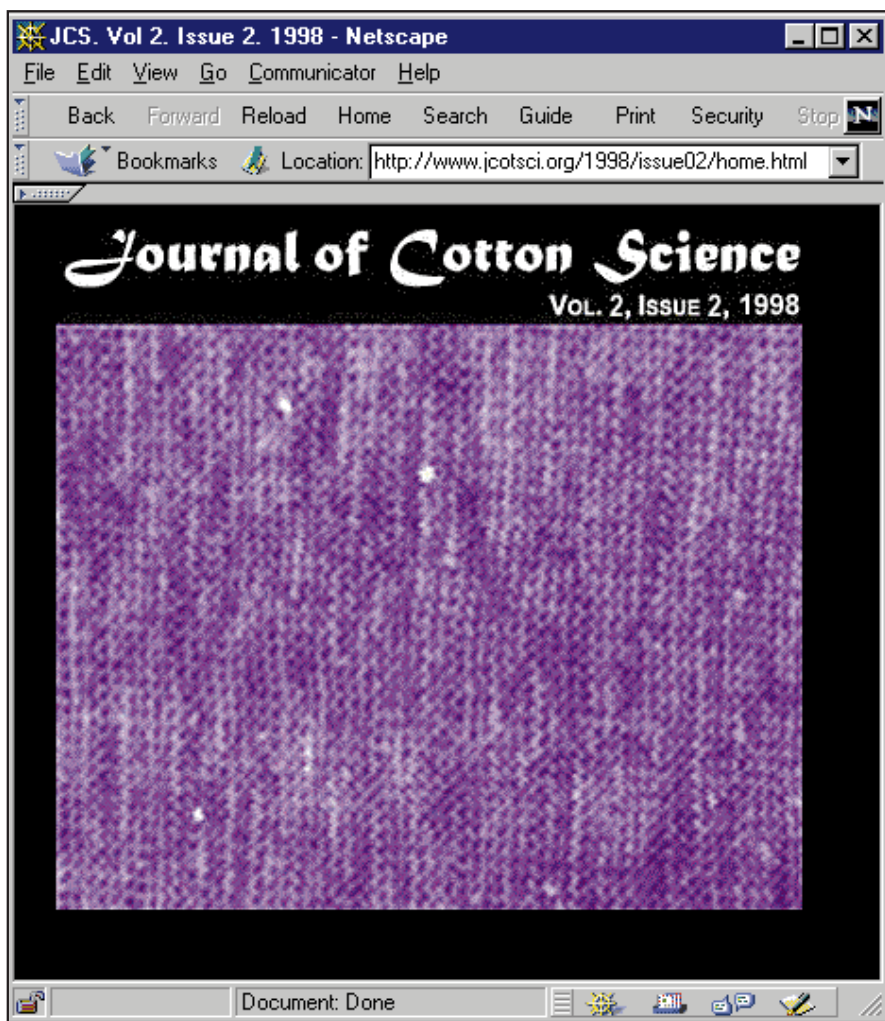 JCS. Vol 2. Issue 2. 1998 - Netscape
File Edit View Go Communicator Help
Back Forward Reload Home Search Guide Print Security Stop N
Bookmarks Location: http://www.jcotsci.org/1998/issue02/home.html
Journal of Cotton Science
VOL. 2, ISSUE 2, 1998
Document: Done